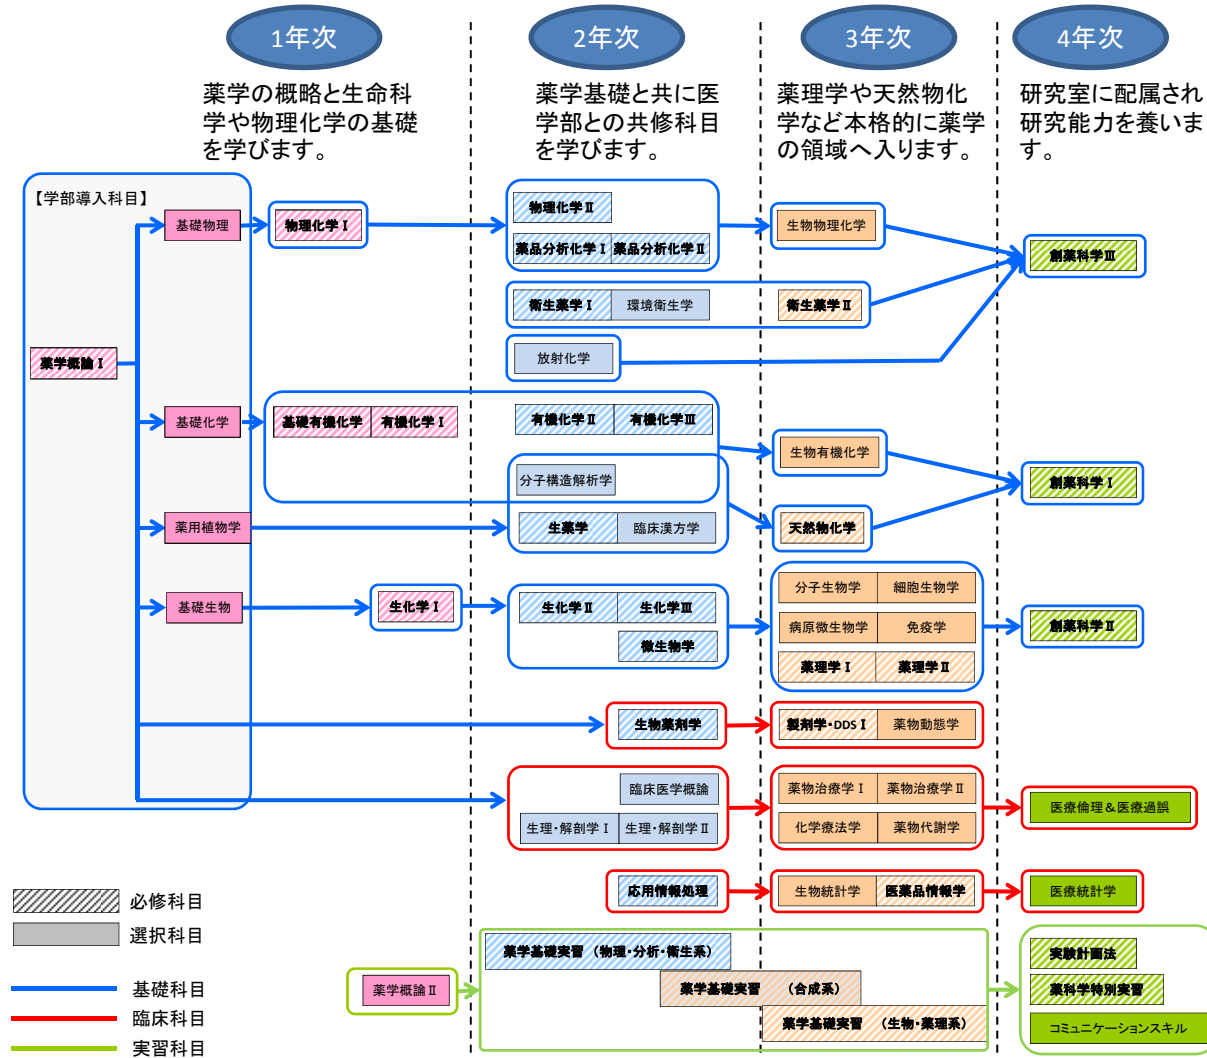 1年次
2年次
3年次
4年次
薬学の概略と生命科
学や物理化学の基礎
を学びます。
薬学基礎と共に医
学部との共修科目
を学びます。
薬理学や天然物化
学など本格的に薬学
の領域へ入ります。
研究室に配属され
研究能力を養いま
す。
【学部導入科目】
基礎物理
物理化学Ⅰ
物理化学Ⅱ
薬品分析化学Ⅰ
薬品分析化学Ⅱ
生物物理化学
創薬科学Ⅲ
衛生薬学Ⅰ
環境衛生学
衛生薬学Ⅱ
薬学概論Ⅰ
放射化学
基礎化学
基礎有機化学
有機化学Ⅰ
有機化学Ⅱ
有機化学Ⅲ
生物有機化学
分子構造解析学
創薬科学Ⅰ
薬用植物学
生薬学
臨床漢方学
天然物化学
基礎生物
生化学Ⅰ
生化学Ⅱ
生化学Ⅲ
微生物学
分子生物学
細胞生物学
病原微生物学
免疫学
薬理学Ⅰ
薬理学Ⅱ
創薬科学Ⅱ
生物薬剤学
製剤学・DDSⅠ
薬物動態学
臨床医学概論
生理・解剖学Ⅰ
生理・解剖学Ⅱ
薬物治療学Ⅰ
薬物治療学Ⅱ
化学療法学
薬物代謝学
医療倫理＆医療過誤
応用情報処理
生物統計学
医薬品情報学
医療統計学
必修科目
選択科目
基礎科目
臨床科目
実習科目
薬学概論Ⅱ
薬学基礎実習 （物理・分析・衛生系）
薬学基礎実習 （合成系）
薬学基礎実習 （生物・薬理系）
実験計画法
薬科学特別実習
コミュニケーションスキル